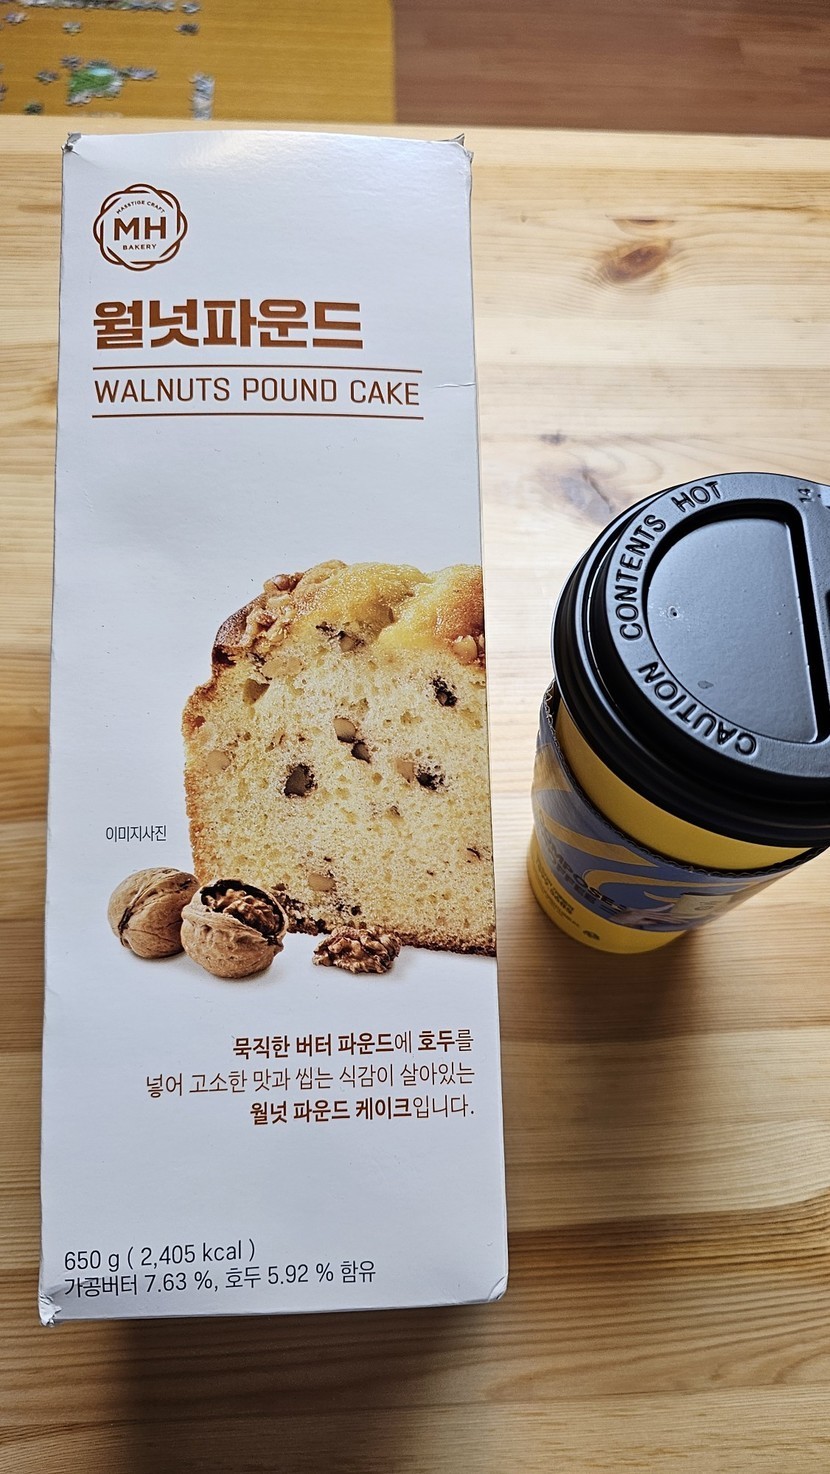 MASSTIGE CRAFT
MH
BAKERY
월넛파운드
WALNUTS POUND CAKE
이미지사진
묵직한 버터 파운드에 호두를
넣어 고소한 맛과 씹는 식감이 살아있는
월넛 파운드 케이크입니다.
650 g ( 2,405 kcal )
가공버터 7.63 %, 호두 5.92 % 함유
CAUTION CONTENTS HOT